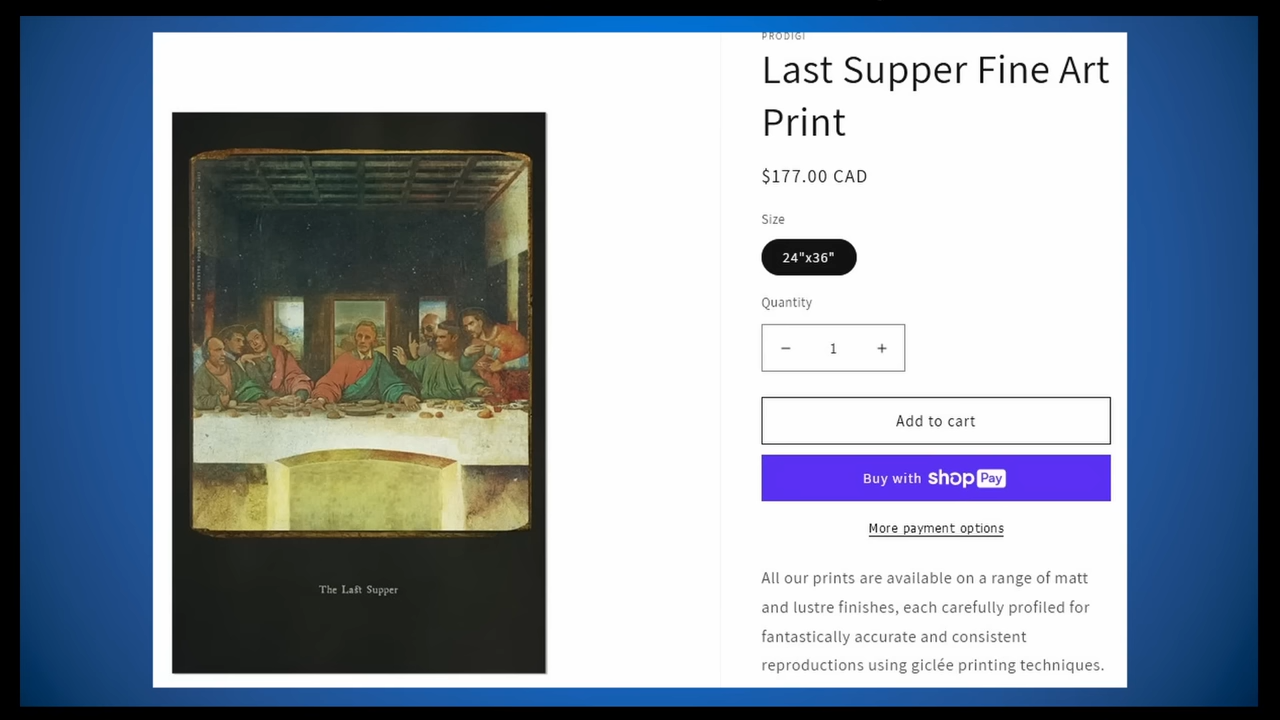 PRODIGI
Last Supper Fine Art
Print
$177.00 CAD
Size
24"x36"
Quantity
− 1 +
Add to cart
Buy with shop Pay
More payment options
All our prints are available on a range of matt
and lustre finishes, each carefully profiled for
fantastically accurate and consistent
reproductions using giclée printing techniques.
The Last Supper